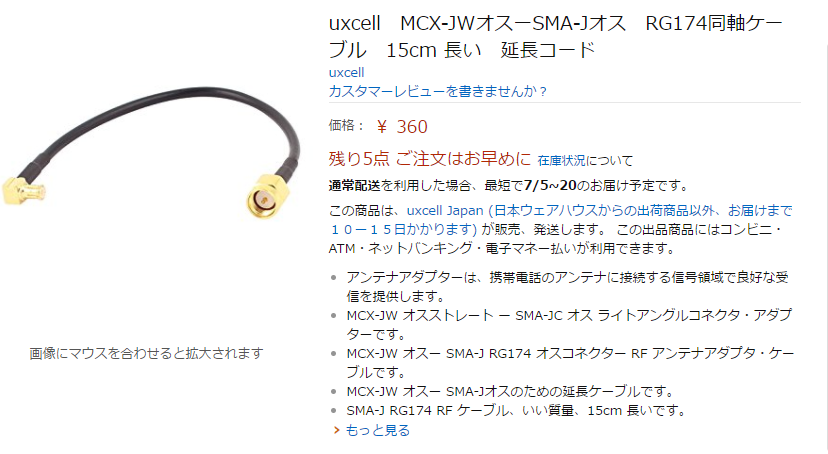 uxcell　MCX-JWオスーSMA-Jオス　RG174同軸ケー
ブル　15cm 長い　延長コード
uxcell
カスタマーレビューを書きませんか？
価格： ￥ 360
残り5点 ご注文はお早めに 在庫状況について
通常配送を利用した場合、最短で7/5~20のお届け予定です。
この商品は、uxcell Japan (日本ウェアハウスからの出荷商品以外、お届けまで
１０－１５日かかります) が販売、発送します。 この出品商品にはコンビニ・
ATM・ネットバンキング・電子マネー払いが利用できます。
アンテナアダプターは、携帯電話のアンテナに接続する信号領域で良好な受
信を提供します。
MCX-JW オスストレート ー SMA-JC オス ライトアングルコネクタ・アダプ
ターです。
MCX-JW オスー SMA-J RG174 オスコネクター RF アンテナアダプタ・ケー
ブルです。
MCX-JW オスー SMA-Jオスのための延長ケーブルです。
SMA-J RG174 RF ケーブル、いい質量、15cm 長いです。
もっと見る
画像にマウスを合わせると拡大されます